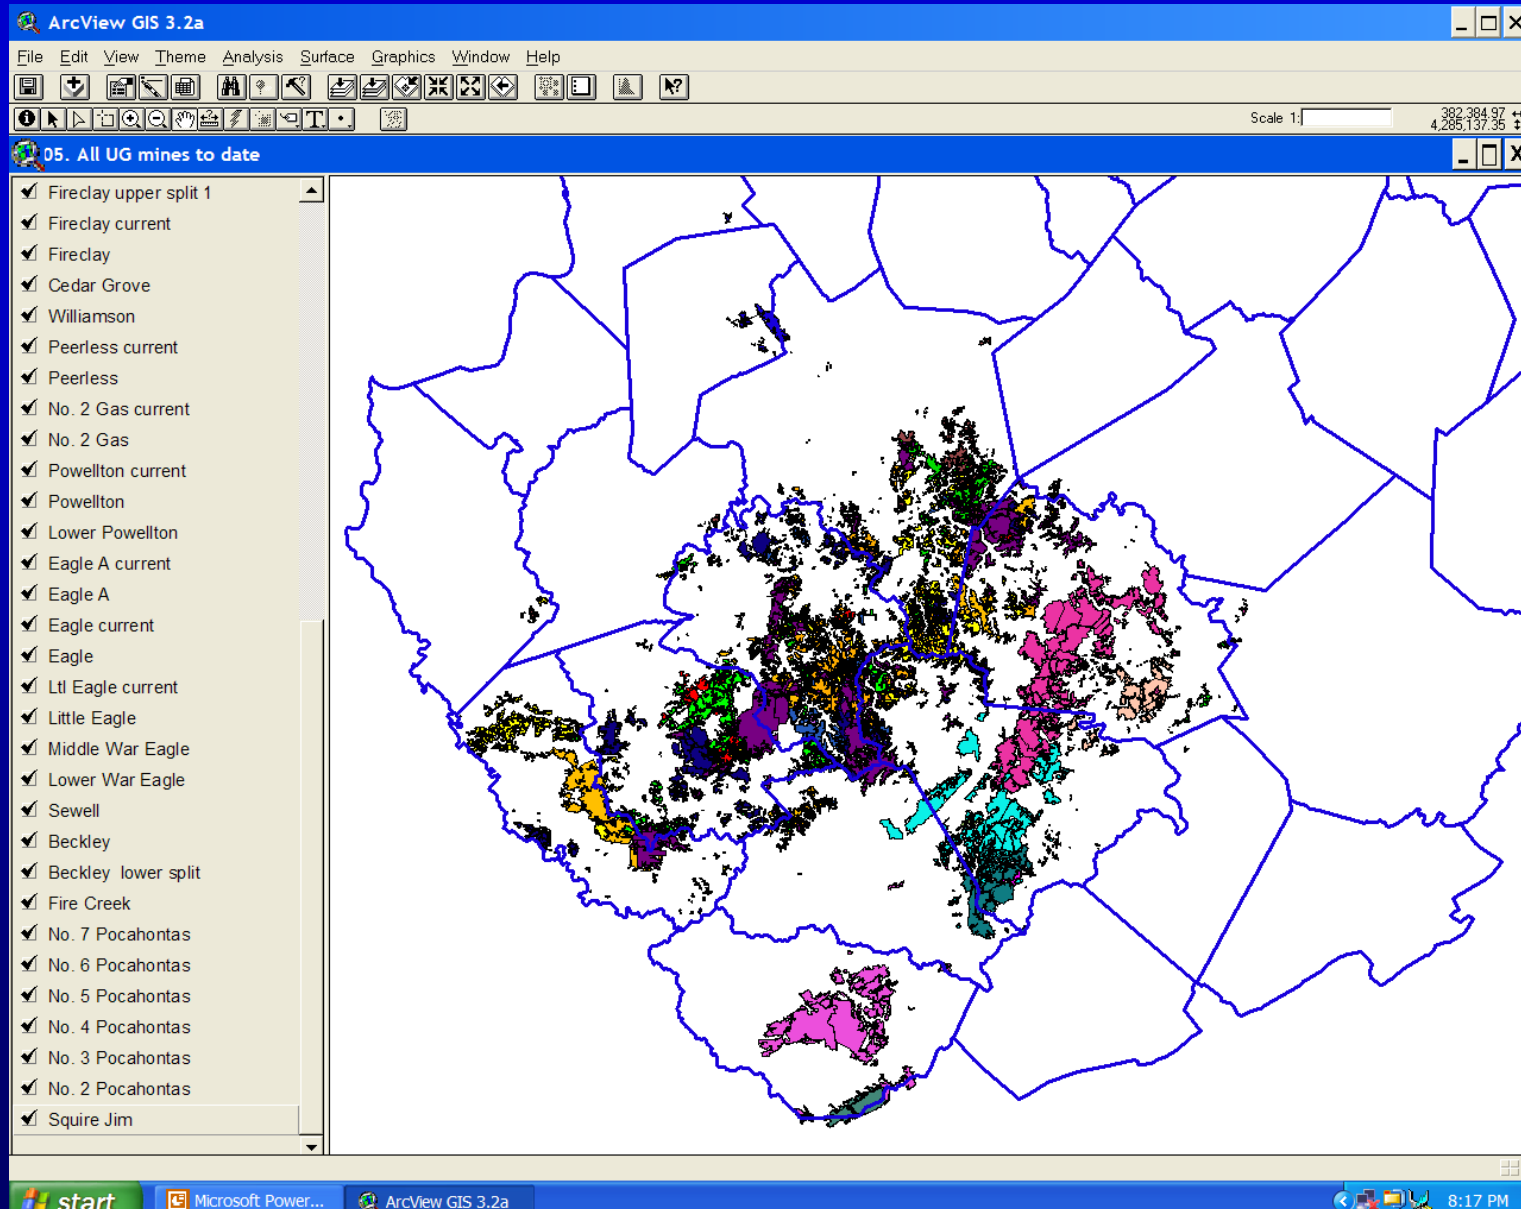 ArcView GIS 3.2a
File Edit View Theme Analysis Surface Graphics Window Help
Scale 1: 382,384.97
4,285,137.35
05. All UG mines to date
Fireclay upper split 1
Fireclay current
Fireclay
Cedar Grove
Williamson
Peerless current
Peerless
No. 2 Gas current
No. 2 Gas
Powellton current
Powellton
Lower Powellton
Eagle A current
Eagle A
Eagle current
Eagle
Ltl Eagle current
Little Eagle
Middle War Eagle
Lower War Eagle
Sewell
Beckley
Beckley lower split
Fire Creek
No. 7 Pocahontas
No. 6 Pocahontas
No. 5 Pocahontas
No. 4 Pocahontas
No. 3 Pocahontas
No. 2 Pocahontas
Squire Jim
start Microsoft Power... ArcView GIS 3.2a 8:17 PM